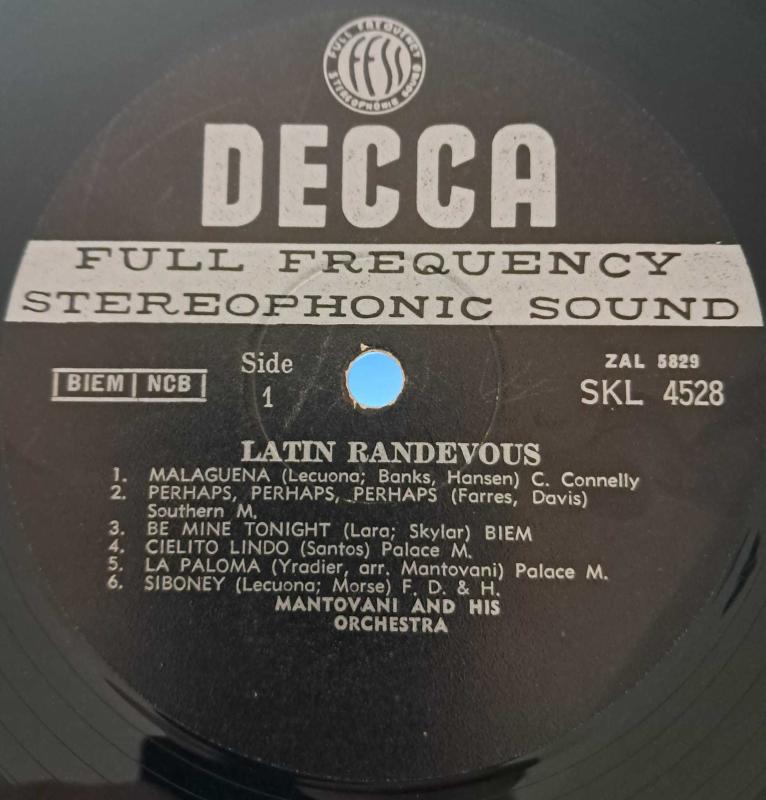 FULL FREQUENCY
FFSS
STEREOPHONIC SOUND
DECCA
FULL FREQUENCY
STEREOPHONIC SOUND
BIEM NCB
Side
1
ZAL 5829
SKL 4528
LATIN RANDEVOUS
1. MALAGUENA (Lecuona; Banks, Hansen) C. Connelly
2. PERHAPS, PERHAPS, PERHAPS (Farres, Davis)
Southern M.
3. BE MINE TONIGHT (Lara; Skylar) BIEM
4. CIELITO LINDO (Santos) Palace M.
5. LA PALOMA (Yradier, arr. Mantovani) Palace M.
6. SIBONEY (Lecuona; Morse) F. D. & H.
MANTOVANI AND HIS
ORCHESTRA